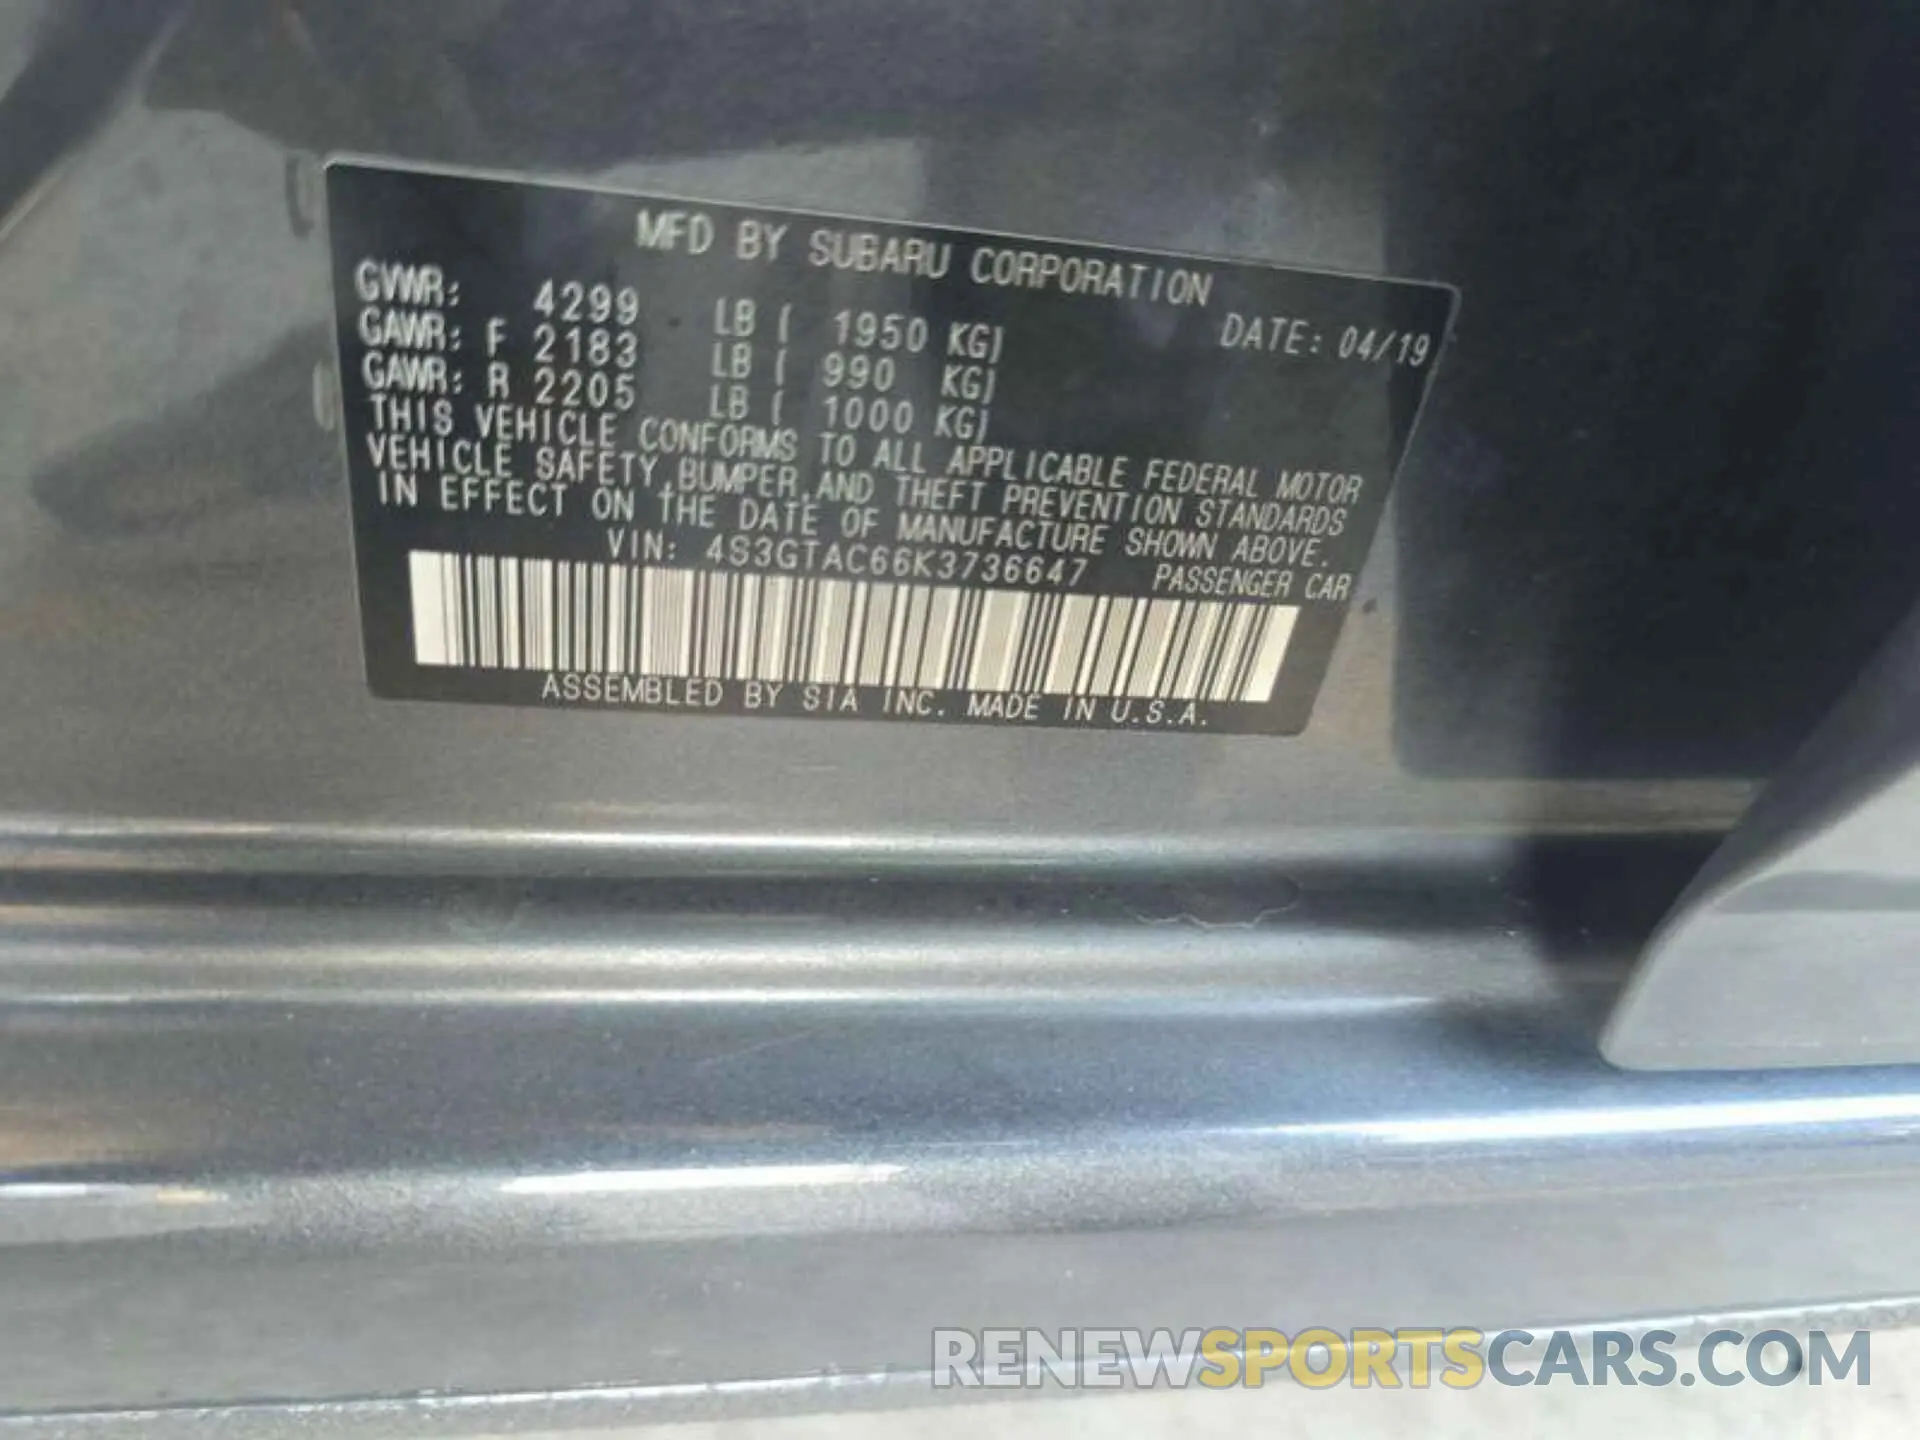 MFD BY SUBARU CORPORATION
GVWR: 4299 LB ( 1950 KG) DATE: 04/19
GAWR: F 2183 LB ( 990 KG)
GAWR: R 2205 LB ( 1000 KG)
THIS VEHICLE CONFORMS TO ALL APPLICABLE FEDERAL MOTOR
VEHICLE SAFETY,BUMPER,AND THEFT PREVENTION STANDARDS
IN EFFECT ON THE DATE OF MANUFACTURE SHOWN ABOVE.
VIN: 4S3GTAC66K3736647 PASSENGER CAR
ASSEMBLED BY SIA INC. MADE IN U.S.A.
RENEWSPORTSCARS.COM